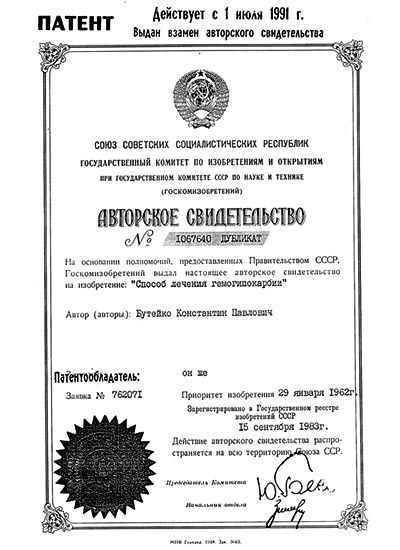 ПАТЕНТ
Действует с 1 июля 1991 г.
Выдан взамен авторского свидетельства
СОЮЗ СОВЕТСКИХ СОЦИАЛИСТИЧЕСКИХ РЕСПУБЛИК
ГОСУДАРСТВЕННЫЙ КОМИТЕТ ПО ИЗОБРЕТЕНИЯМ И ОТКРЫТИЯМ
ПРИ ГОСУДАРСТВЕННОМ КОМИТЕТЕ СССР ПО НАУКЕ И ТЕХНИКЕ
(ГОСКОМИЗОБРЕТЕНИЙ)
АВТОРСКОЕ СВИДЕТЕЛЬСТВО
№ 1067640 ДУБЛИКАТ
На основании полномочий, предоставленных Правительством СССР,
Госкомизобретений выдал настоящее авторское свидетельство
на изобретение: "Способ лечения гемогипокарбии"
Автор (авторы): Бутейко Константин Павлович
Патентообладатель: он же
Заявка № 762071
Приоритет изобретения 29 января 1962г.
Зарегистрировано в Государственном реестре
изобретений СССР
15 сентября 1983г.
Действие авторского свидетельства распро-
страняется на всю территорию Союза ССР.
Председатель Комитета
Начальник отдела